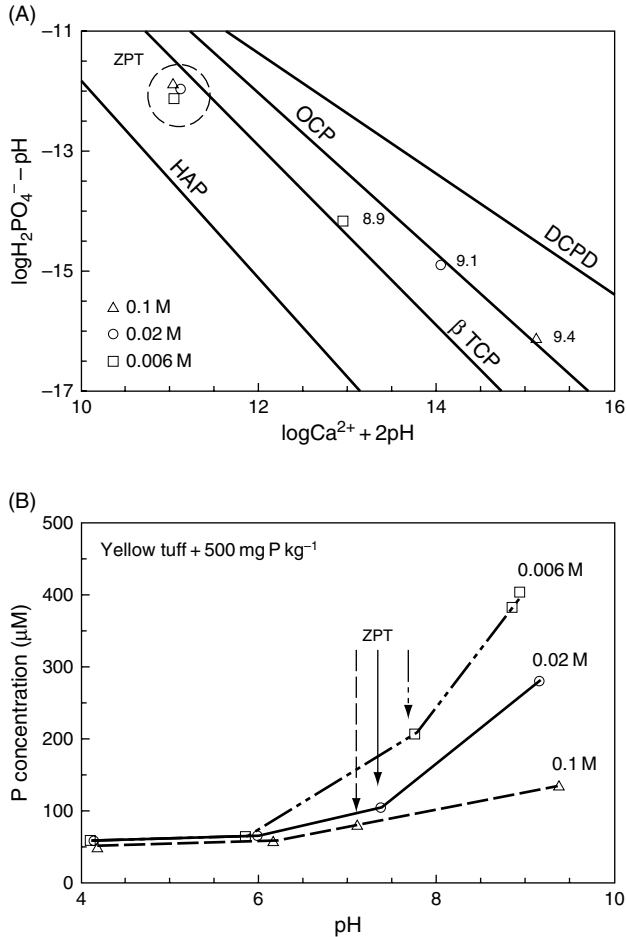 (A)
−11
−13
−15
−17
logH₂PO₄⁻ – pH
ZPT
HAP
OCP
DCPD
β TCP
8.9
9.1
9.4
0.1 M
0.02 M
0.006 M
10 12 14 16
logCa²⁺ + 2pH
(B)
500
400
300
200
100
0
P concentration (μM)
Yellow tuff + 500 mg P kg⁻¹
ZPT
0.006 M
0.02 M
0.1 M
4 6 8 10
pH